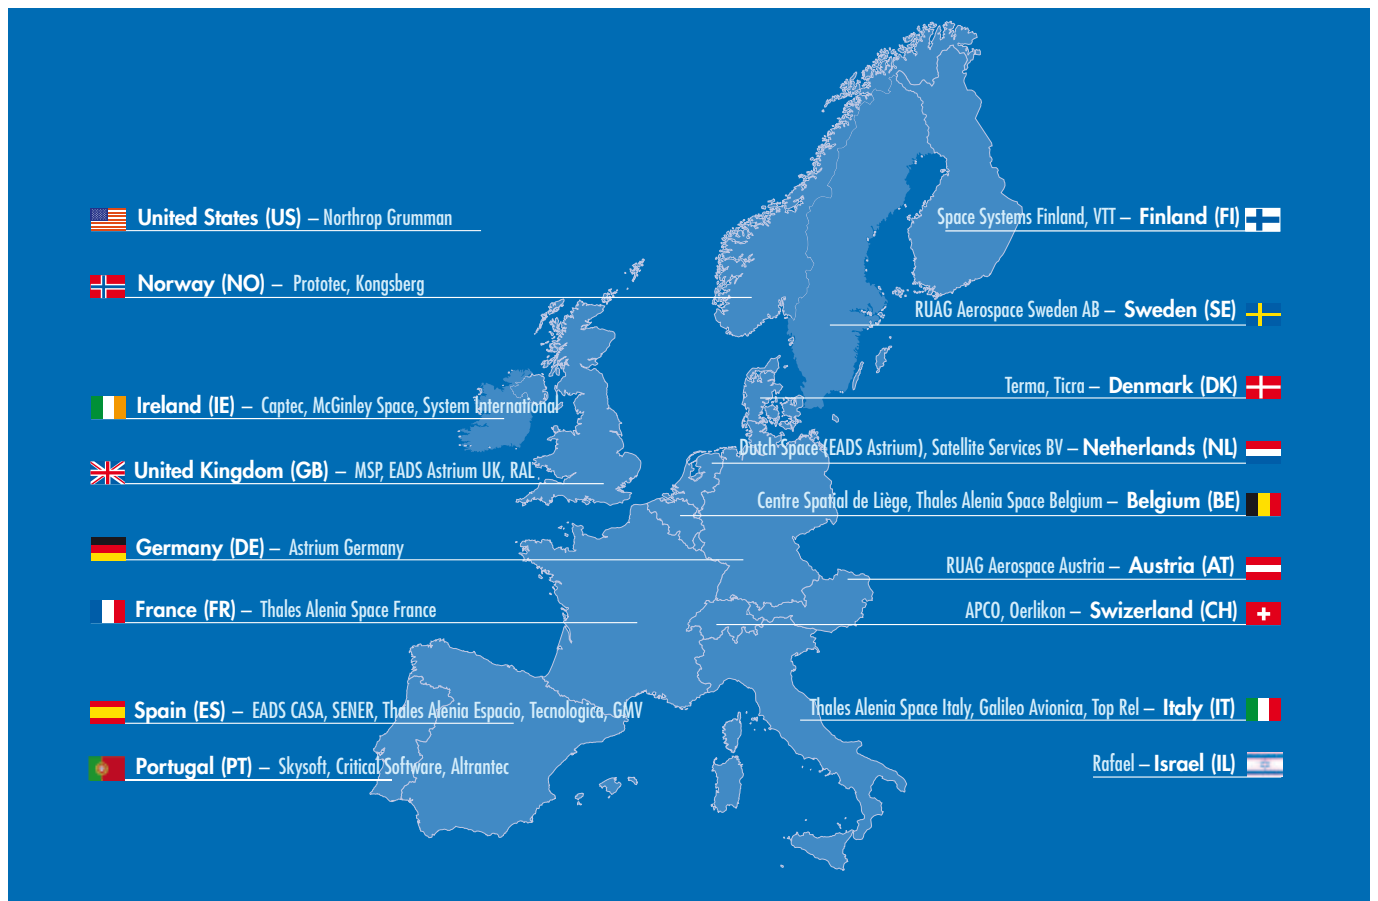 United States (US) – Northrop Grumman
Norway (NO) – Prototec, Kongsberg
Ireland (IE) – Captec, McGinley Space, System International
United Kingdom (GB) – MSP, EADS Astrium UK, RAL
Germany (DE) – Astrium Germany
France (FR) – Thales Alenia Space France
Spain (ES) – EADS CASA, SENER, Thales Alenia Espacio, Tecnologica, GMV
Portugal (PT) – Skysoft, Critical Software, Altrantec
Space Systems Finland, VTT – Finland (FI)
RUAG Aerospace Sweden AB – Sweden (SE)
Terma, Ticra – Denmark (DK)
Dutch Space (EADS Astrium), Satellite Services BV – Netherlands (NL)
Centre Spatial de Liège, Thales Alenia Space Belgium – Belgium (BE)
RUAG Aerospace Austria – Austria (AT)
APCO, Oerlikon – Swizerland (CH)
Thales Alenia Space Italy, Galileo Avionica, Top Rel – Italy (IT)
Rafael – Israel (IL)